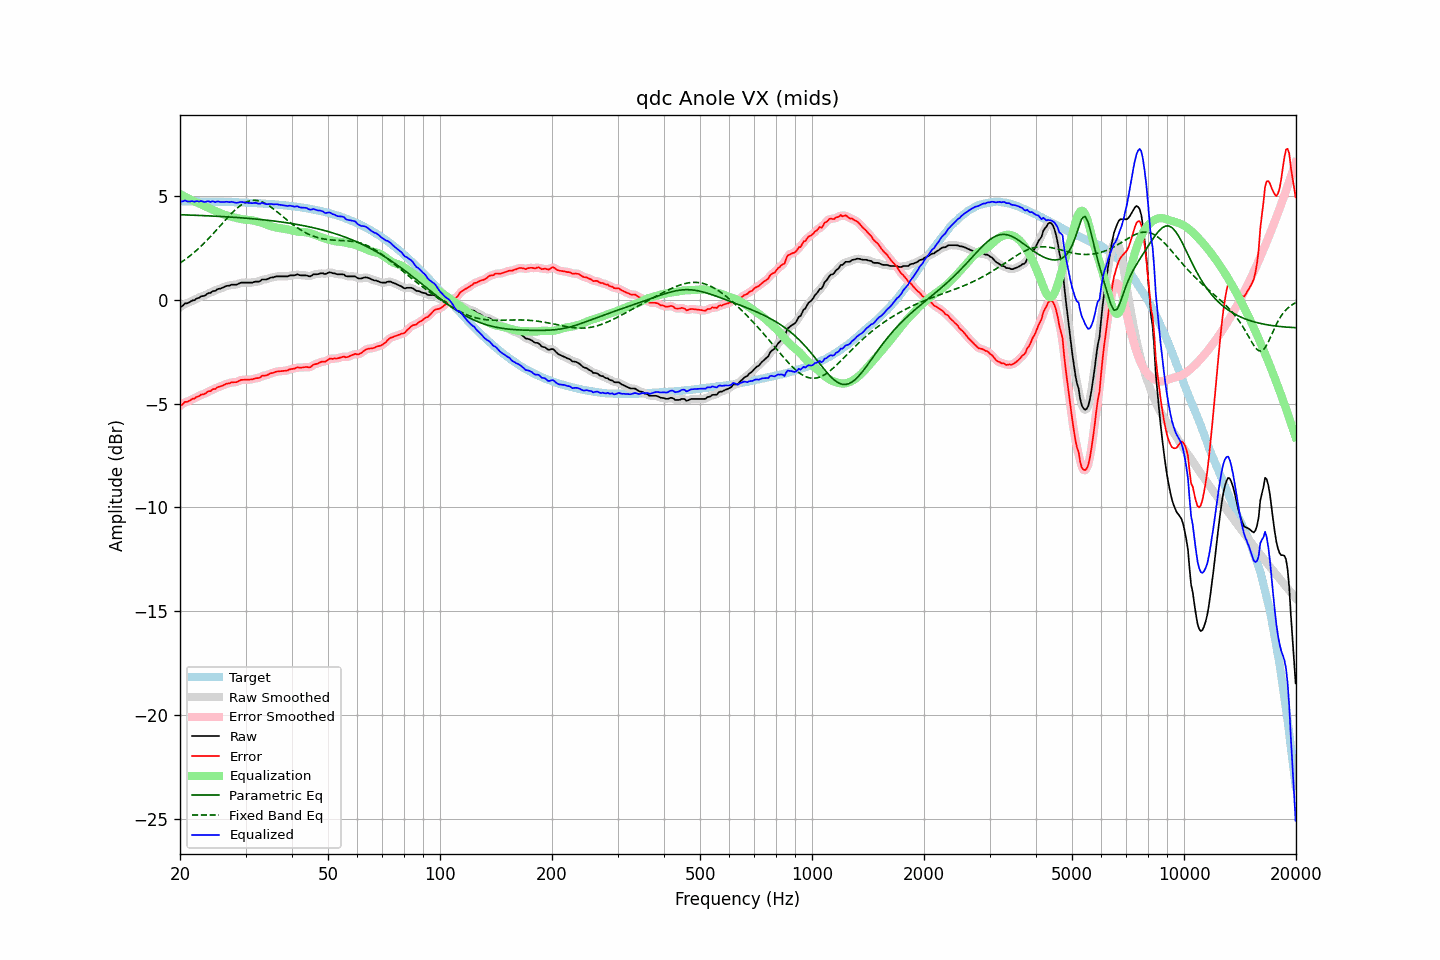 qdc Anole VX (mids)
Amplitude (dBr)
5
0
−5
−10
−15
−20
−25
Target
Raw Smoothed
Error Smoothed
Raw
Error
Equalization
Parametric Eq
Fixed Band Eq
Equalized
20 50 100 200 500 1000 2000 5000 10000 20000
Frequency (Hz)